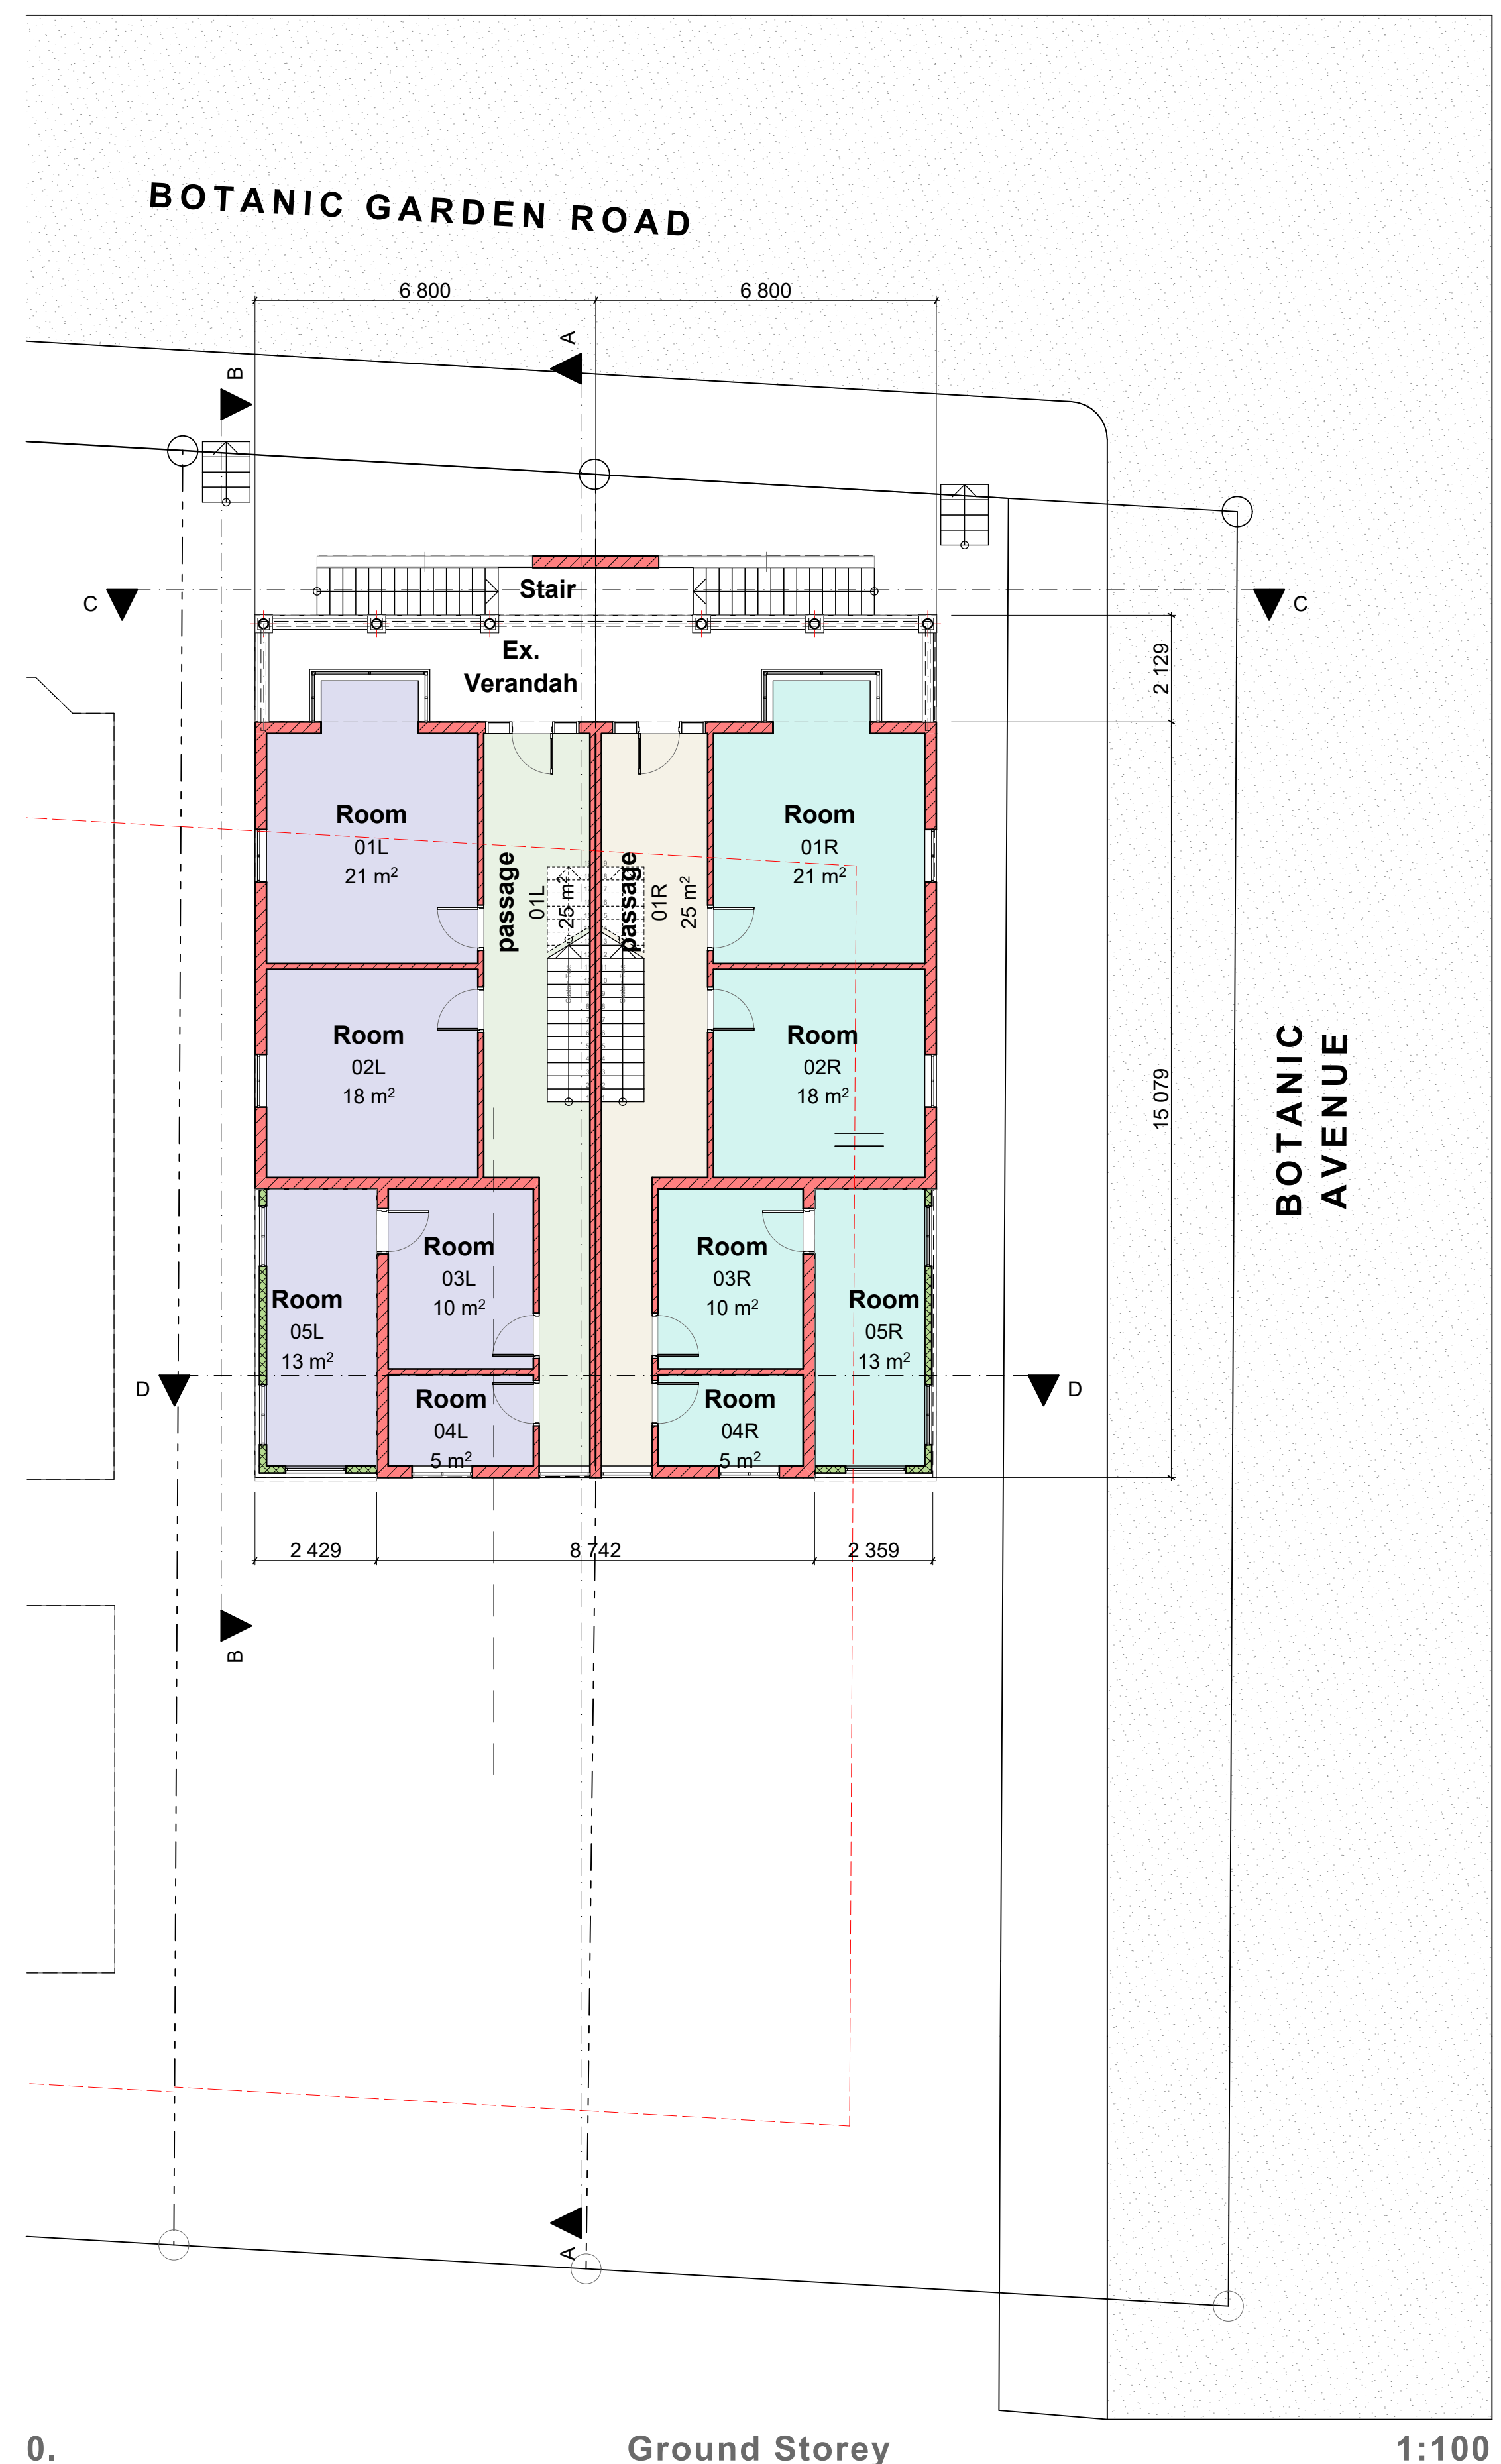 BOTANIC GARDEN ROAD
6 800
6 800
A
B
Stair
C
C
Ex.
Verandah
2 129
Room
01L
21 m²
passage
01L
25 m²
passage
01R
25 m²
Room
01R
21 m²
Room
02L
18 m²
Room
02R
18 m²
15 079
BOTANIC
AVENUE
Room
03L
10 m²
Room
03R
10 m²
Room
05L
13 m²
Room
05R
13 m²
D
D
Room
04L
5 m²
Room
04R
5 m²
2 429
8 742
2 359
B
A
0.
Ground Storey
1:100